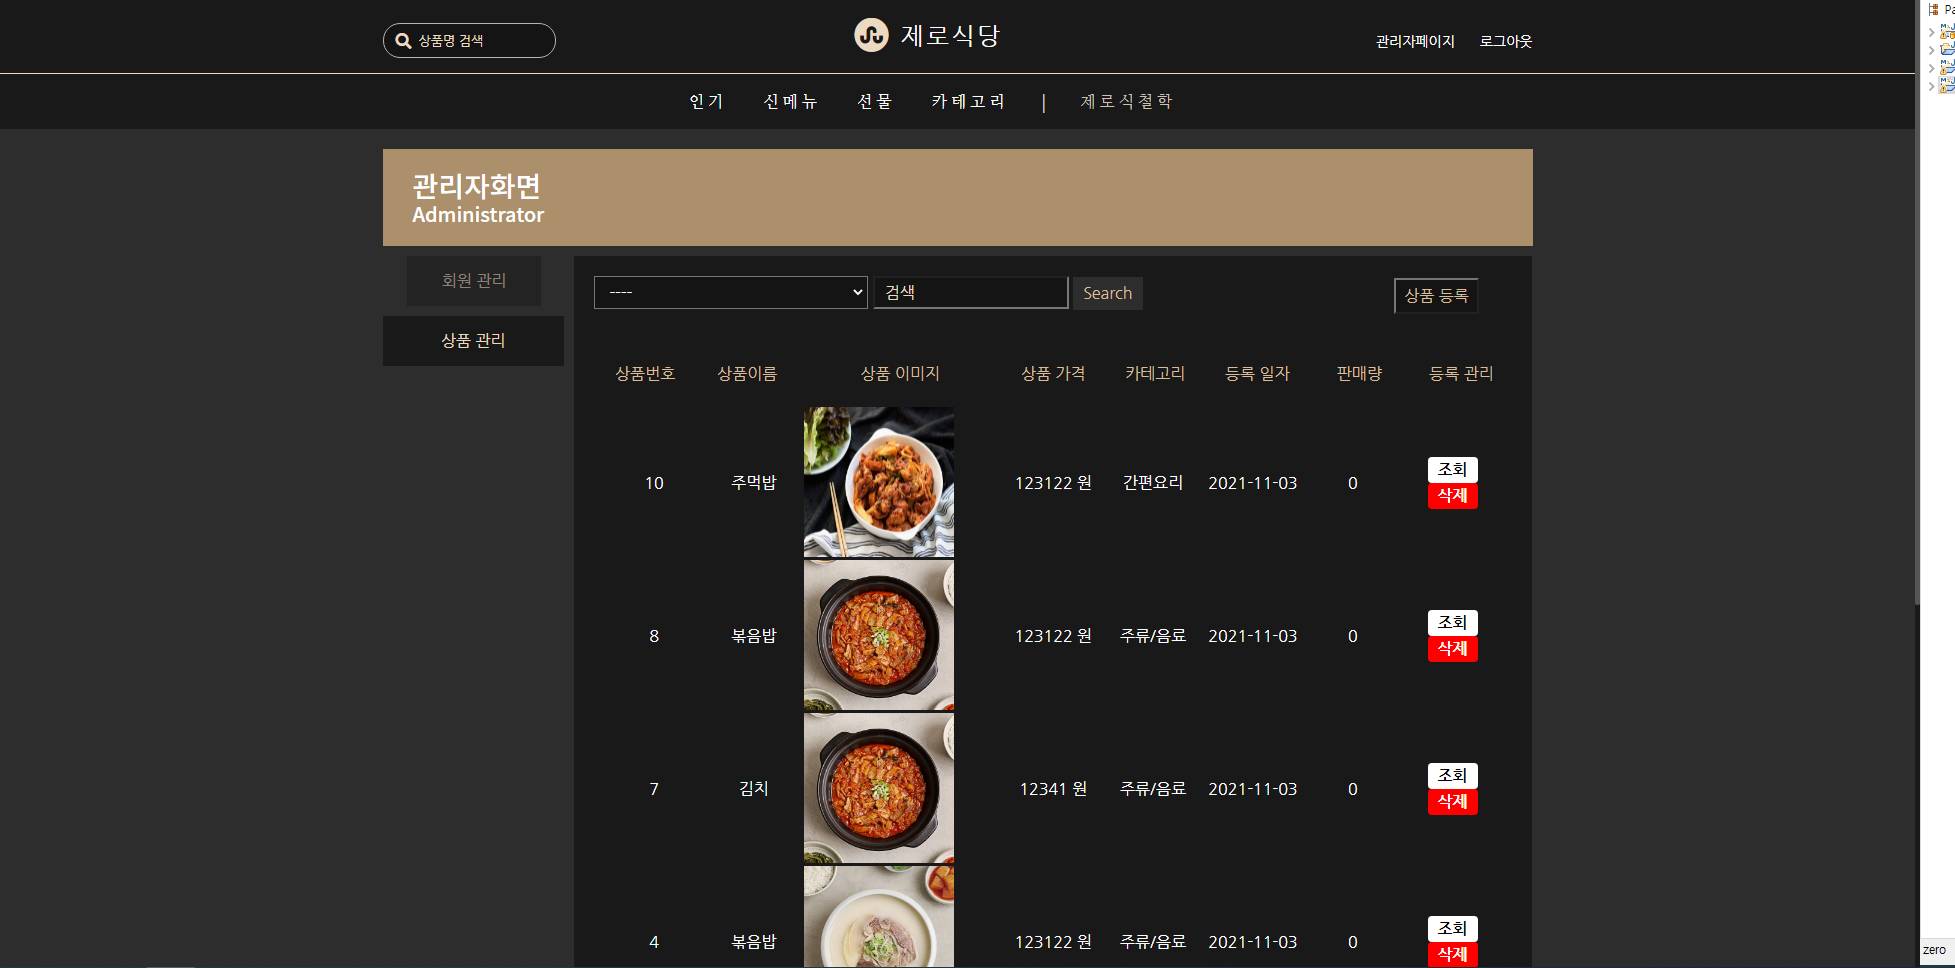 상품명 검색
제로식당
관리자페이지 로그아웃
인기 신메뉴 선물 카테고리 | 제로식철학
관리자화면
Administrator
회원 관리
상품 관리
---- 검색 Search 상품 등록
상품번호 상품이름 상품 이미지 상품 가격 카테고리 등록 일자 판매량 등록 관리
10 주먹밥 123122 원 간편요리 2021-11-03 0 조회
삭제
8 볶음밥 123122 원 주류/음료 2021-11-03 0 조회
삭제
7 김치 12341 원 주류/음료 2021-11-03 0 조회
삭제
4 볶음밥 123122 원 주류/음료 2021-11-03 0 조회
삭제
zero